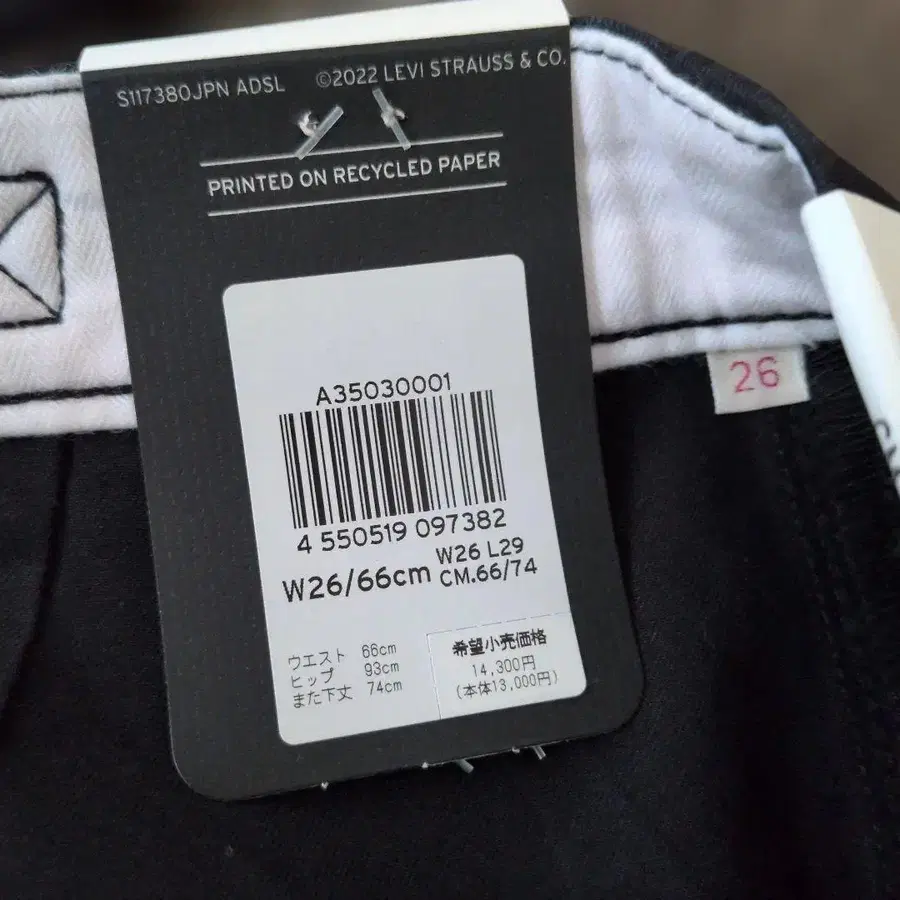 S117380JPN ADSL ©2022 LEVI STRAUSS & CO.
PRINTED ON RECYCLED PAPER
A35030001
4 550519 097382
W26/66cm
W26 L29
CM.66/74
ウエスト 66cm
ヒップ 93cm
また下丈 74cm
希望小売価格
14,300円
(本体13,000円)
26